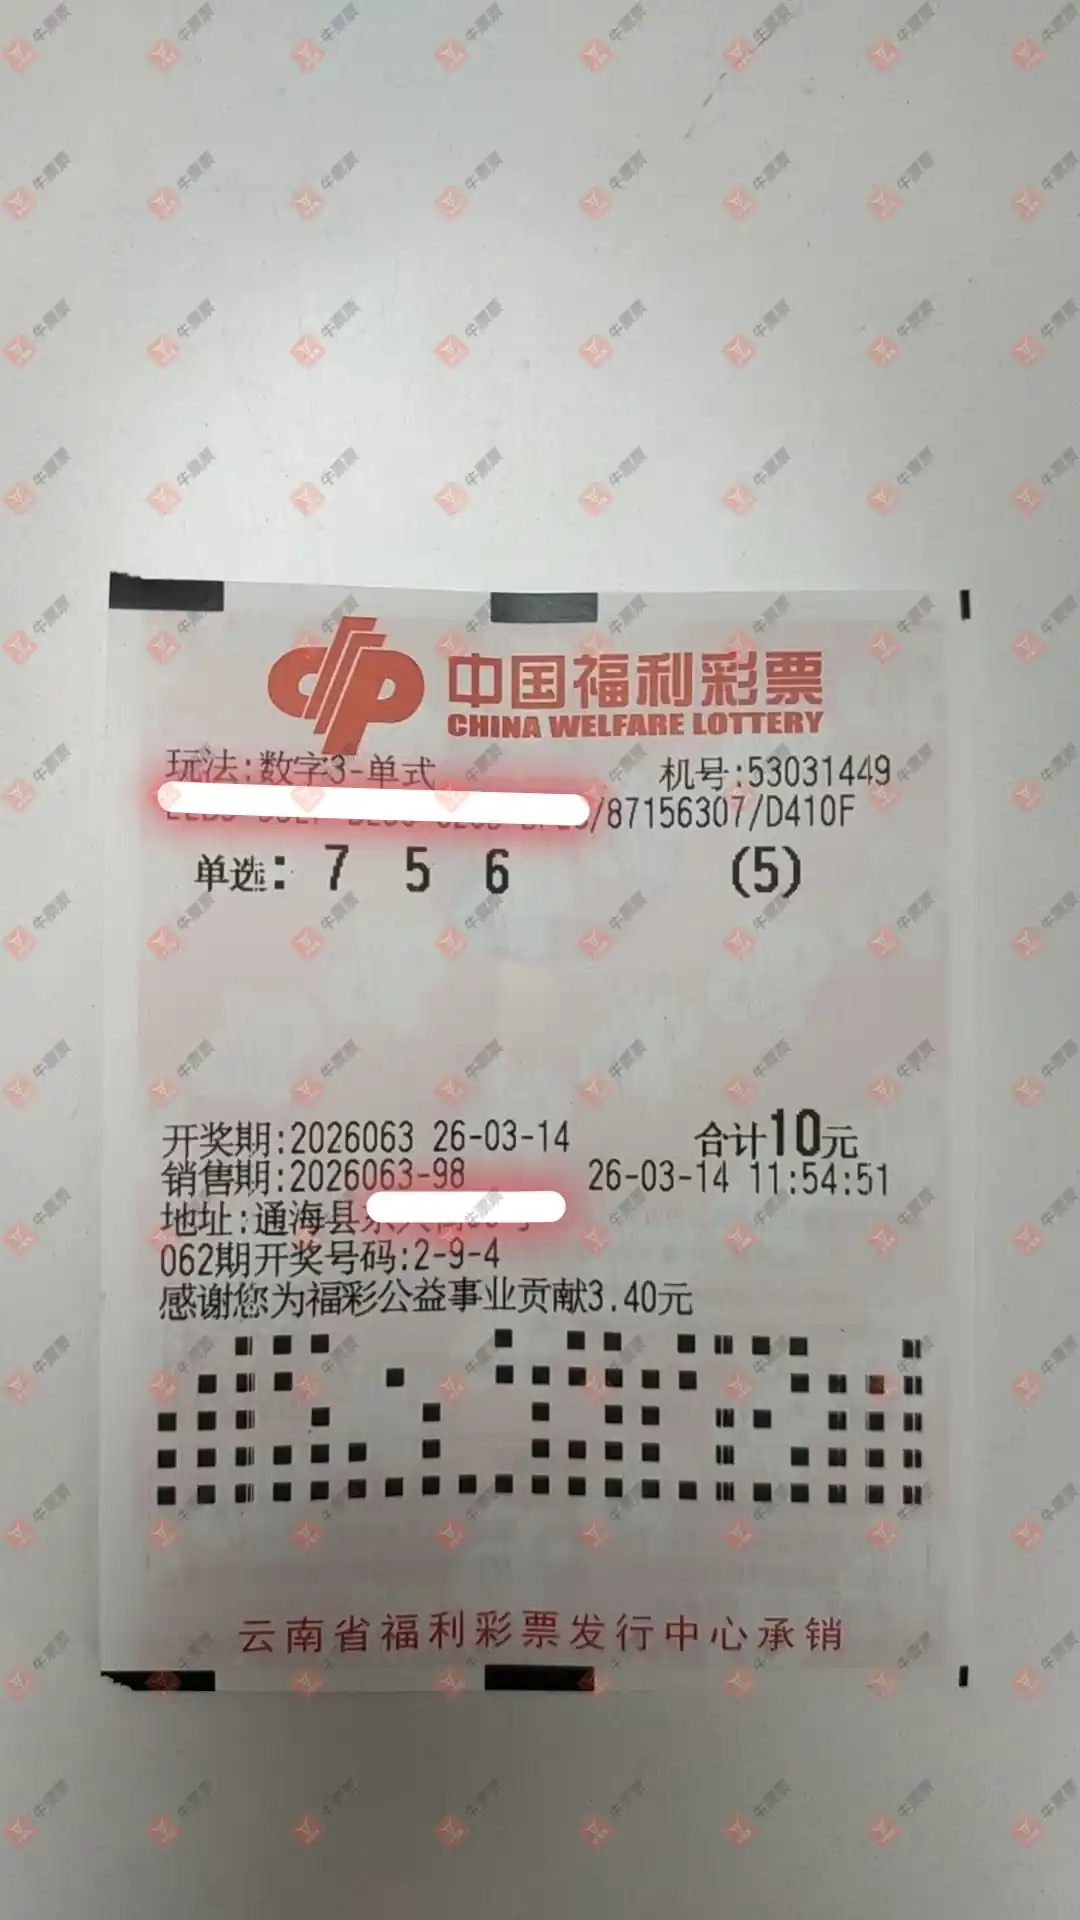 中国福利彩票
CHINA WELFARE LOTTERY
玩法:数字3-单式 机号:53031449
/87156307/D410F
单选: 7 5 6 (5)
开奖期:2026063 26-03-14 合计10元
销售期:2026063-98 26-03-14 11:54:51
地址:通海县
062期开奖号码:2-9-4
感谢您为福彩公益事业贡献3.40元
云南省福利彩票发行中心承销
牛票票